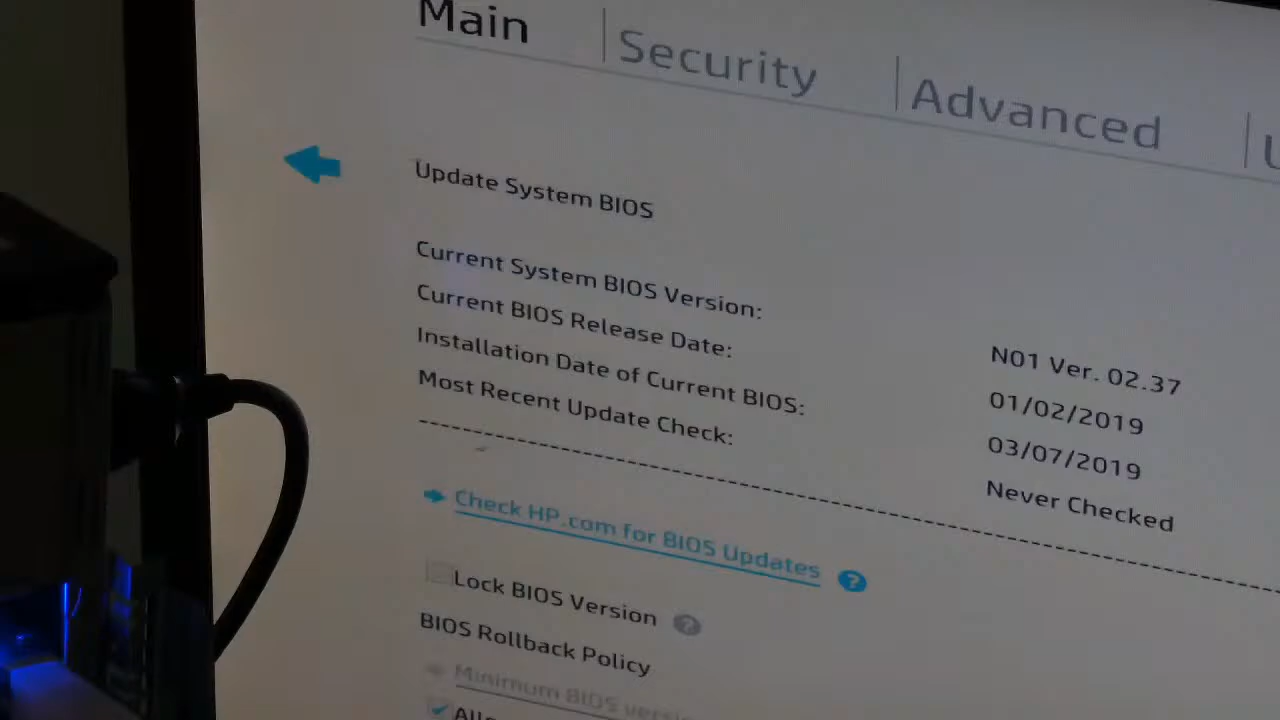 Main Security Advanced
Update System BIOS
Current System BIOS Version: N01 Ver. 02.37
Current BIOS Release Date: 01/02/2019
Installation Date of Current BIOS: 03/07/2019
Most Recent Update Check: Never Checked
Check HP.com for BIOS Updates ?
Lock BIOS Version ?
BIOS Rollback Policy
Minimum BIOS